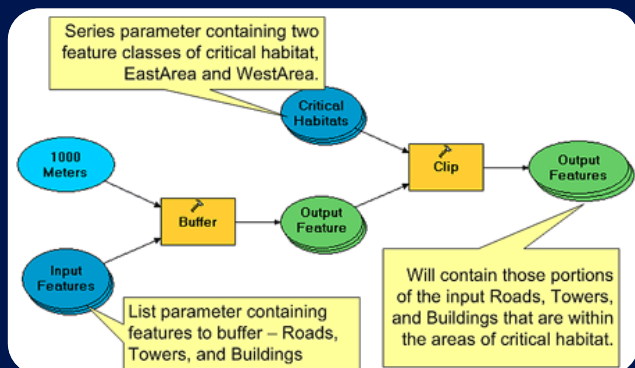 Series parameter containing two
feature classes of critical habitat,
EastArea and WestArea.
Critical
Habitats
1000
Meters
Clip
Output
Features
Buffer
Output
Feature
Input
Features
List parameter containing
features to buffer – Roads,
Towers, and Buildings
Will contain those portions
of the input Roads, Towers,
and Buildings that are within
the areas of critical habitat.